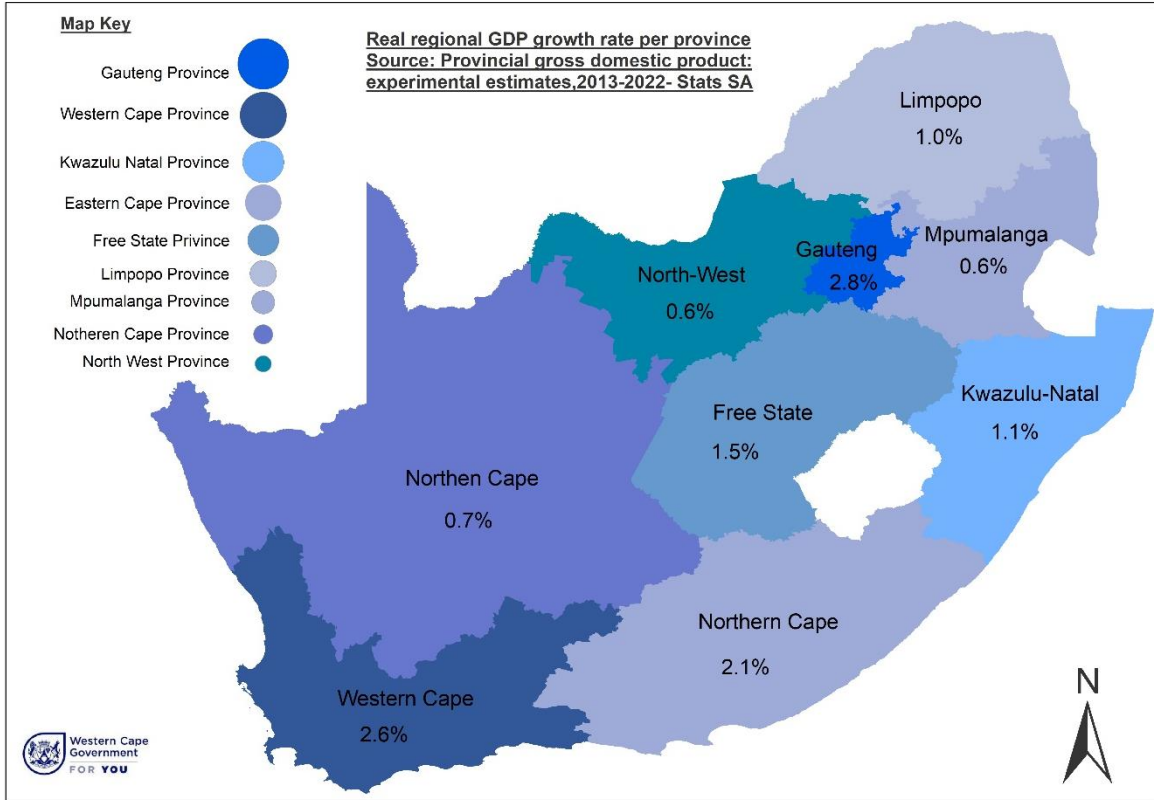 Map Key
Gauteng Province
Western Cape Province
Kwazulu Natal Province
Eastern Cape Province
Free State Privince
Limpopo Province
Mpumalanga Province
Notheren Cape Province
North West Province
Real regional GDP growth rate per province
Source: Provincial gross domestic product:
experimental estimates,2013-2022- Stats SA
Limpopo
1.0%
Mpumalanga
0.6%
Gauteng
2.8%
North-West
0.6%
Kwazulu-Natal
1.1%
Free State
1.5%
Northen Cape
0.7%
Northern Cape
2.1%
Western Cape
2.6%
N
Western Cape
Government
FOR YOU